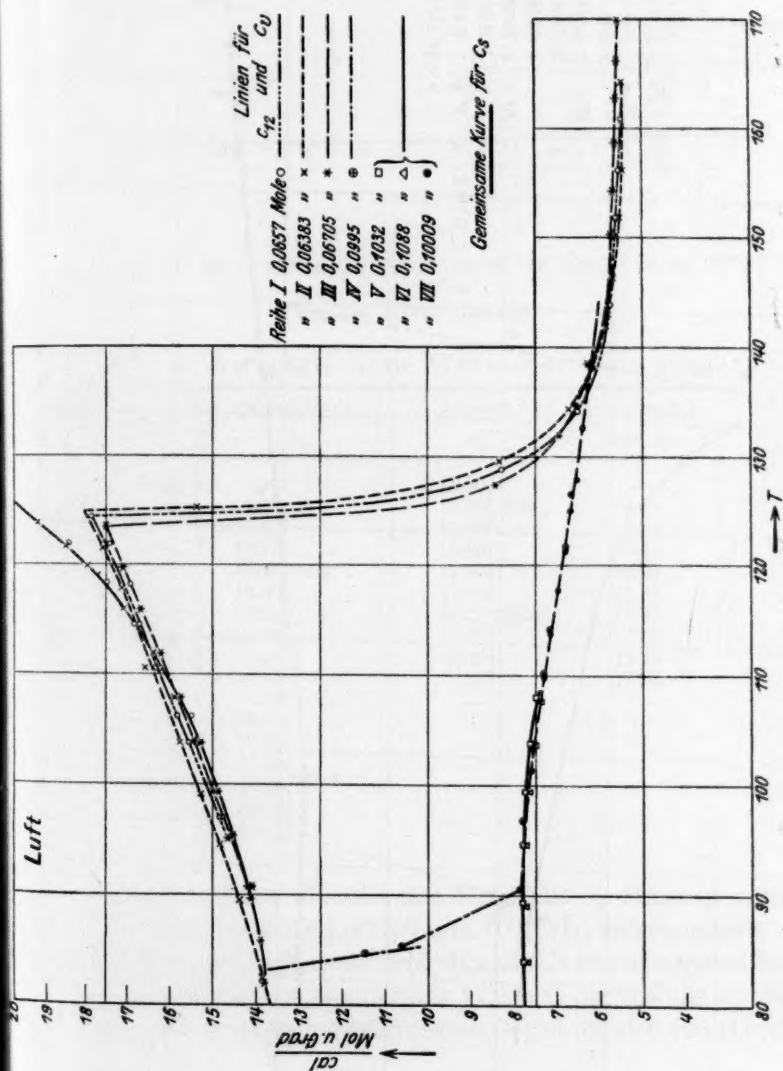 Luft
20
19
18
17
16
15
14
13
12
11
10
9
8
7
6
5
4
3
2
cal
Mol u. Grad
80
90
100
110
120
130
140
150
160
170
T
Linien für
c₁₂ und Cv
Reihe I 0,0657 Mole
" II 0,06383 "
" III 0,06705 "
" IV 0,0995 "
" V 0,1032 "
" VI 0,1088 "
" VII 0,10009 "
Gemeinsame Kurve für Cs